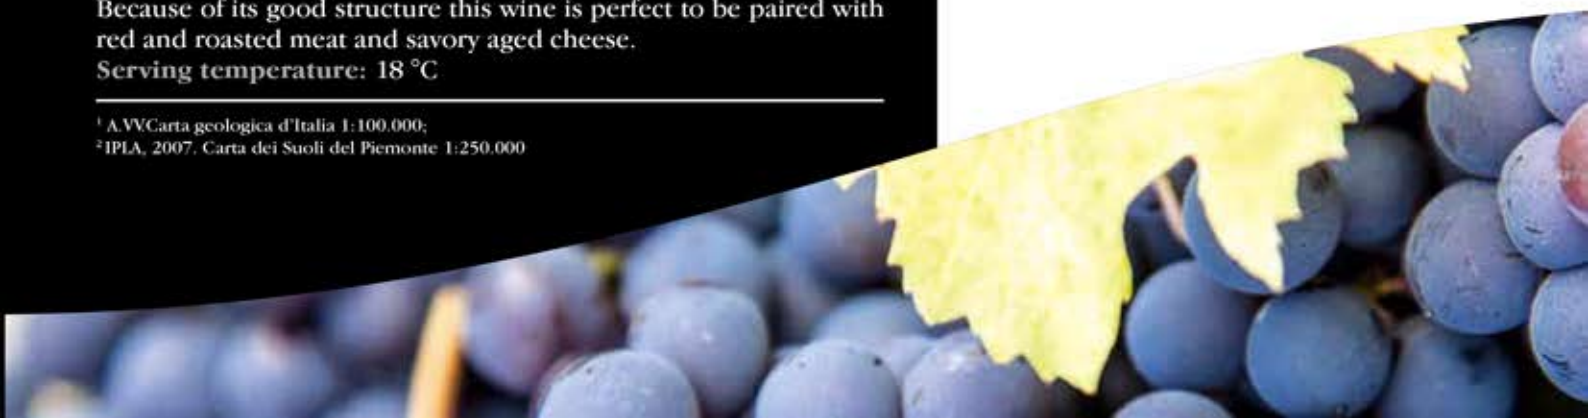 Because of its good structure this wine is perfect to be paired with
red and roasted meat and savory aged cheese.
Serving temperature: 18 °C
¹ A.VV.Carta geologica d'Italia 1:100.000;
² IPLA, 2007. Carta dei Suoli del Piemonte 1:250.000